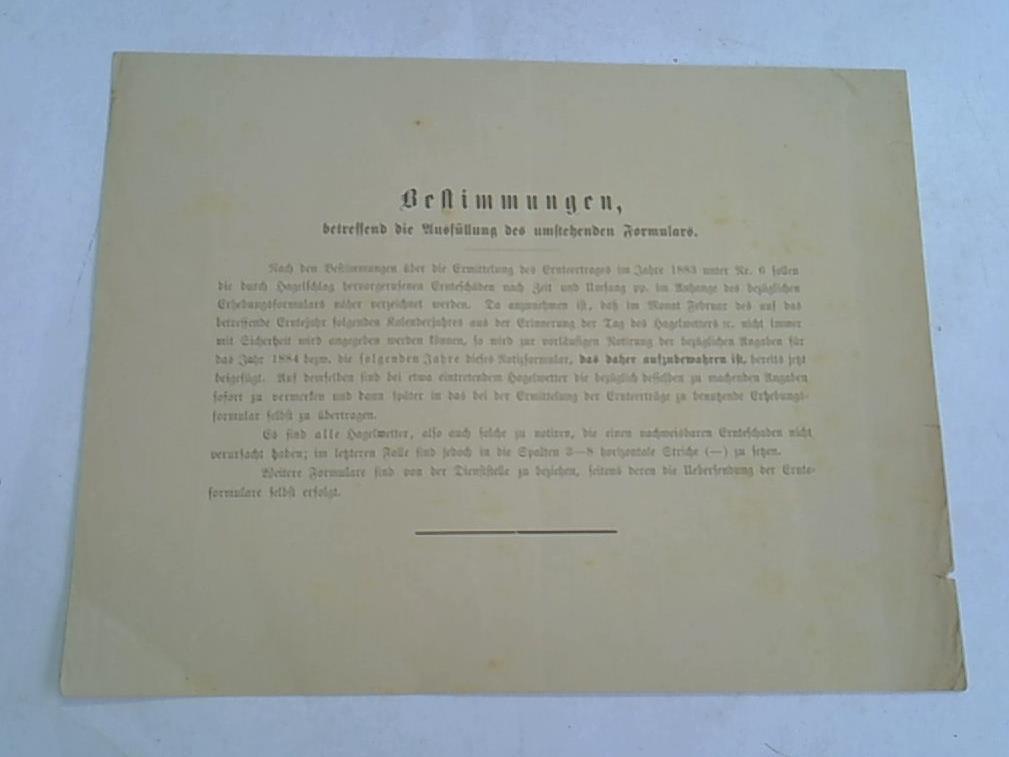 Bestimmungen,
betreffend die Ausfüllung des umstehenden Formulars.
Nach den Bestimmungen über die Ermittelung des Ernteertrages im Jahre 1883 unter Nr. 6 sollen
die durch Hagelschlag hervorgerufenen Ernteschäden nach Zeit und Umfang pp. im Anhange des bezüglichen
Erhebungsformulars näher verzeichnet werden. Da anzunehmen ist, daß im Monat Februar des auf das
betreffende Erntejahr folgenden Kalenderjahres aus der Erinnerung der Tag des Hagelwetters ꝛc. nicht immer
mit Sicherheit wird angegeben werden können, so wird zur vorläufigen Notirung der bezüglichen Angaben für
das Jahr 1884 bezw. die folgenden Jahre dieses Notizformular, das daher aufzubewahren ist, bereits jetzt
beigefügt. Auf demselben sind bei etwa eintretendem Hagelwetter die bezüglich desselben zu machenden Angaben
sofort zu vermerken und dann später in das bei der Ermittelung der Ernteerträge zu benutzende Erhebungs-
formular selbst zu übertragen.
Es sind alle Hagelwetter, also auch solche zu notiren, die einen nachweisbaren Ernteschaden nicht
verursacht haben; im letzteren Falle sind jedoch in die Spalten 3—8 horizontale Striche (—) zu setzen.
Weitere Formulare sind von der Dienststelle zu beziehen, seitens deren die Uebersendung der Ernte-
formulare selbst erfolgt.